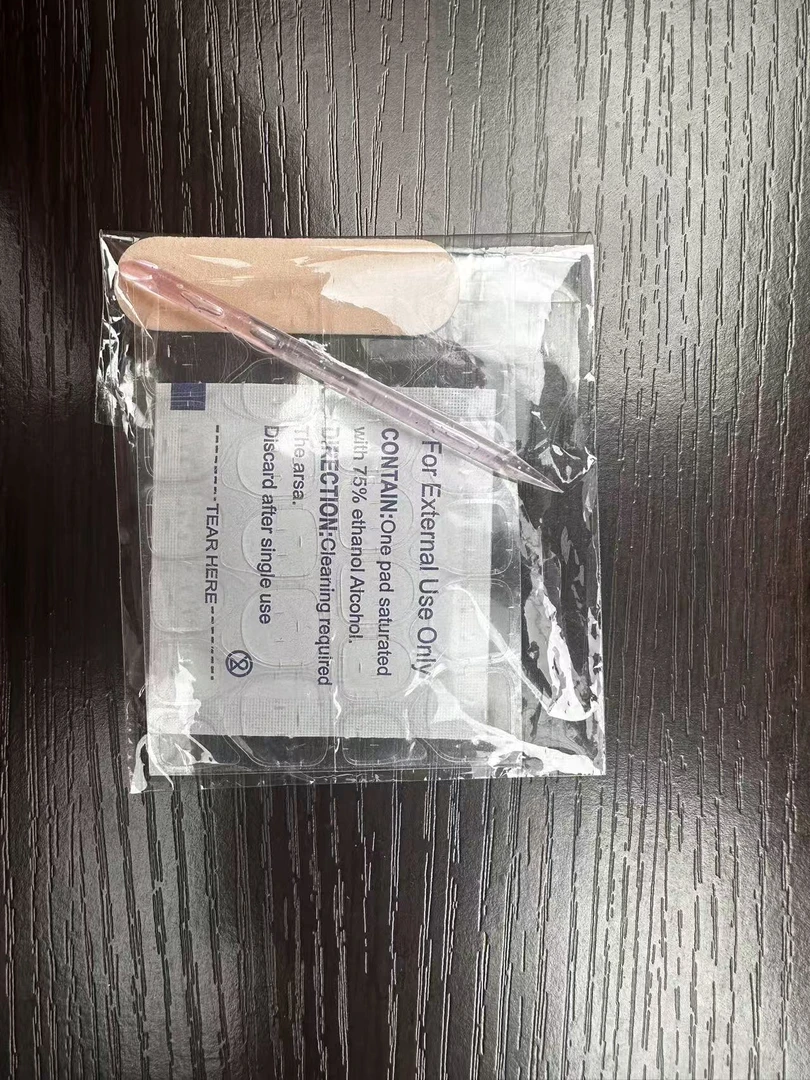 For External Use Only
CONTAIN:One pad saturated
with 75% ethanol Alcohol.
DIRECTION:Cleaning required
The arsa.
Discard after single use
TEAR HERE